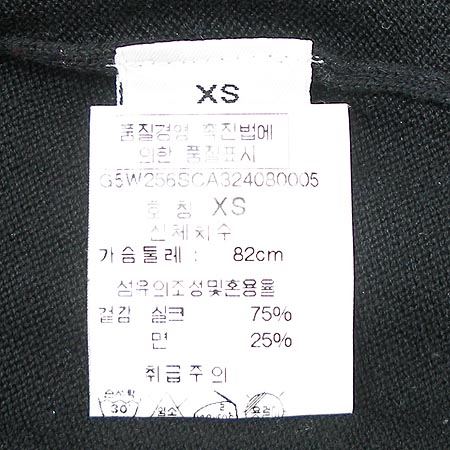 XS
품질경영 촉진법에
의한 품질표시
G5W256SCA324080005
호칭 XS
신체치수
가슴둘레 : 82cm
섬유의조성및혼용율
겉감 실크 75%
면 25%
취급주의
30